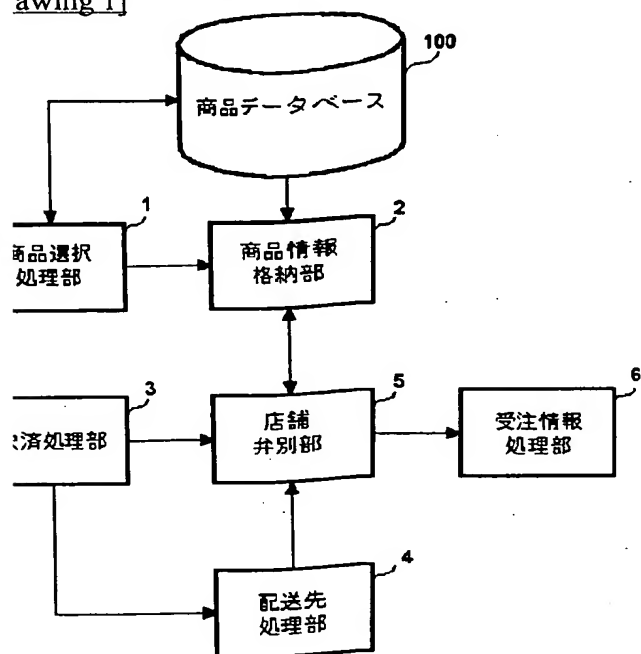 awing 1]
100
商品データベース
1
商品選択
処理部
2
商品情報
格納部
3
済処理部
5
店舗
弁別部
6
受注情報
処理部
4
配送先
処理部